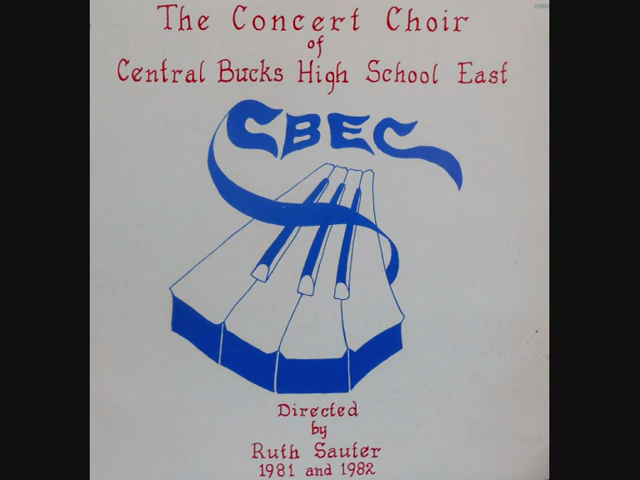 The Concert Choir
of
Central Bucks High School East
CBEC
Directed
by
Ruth Sauter
1981 and 1982